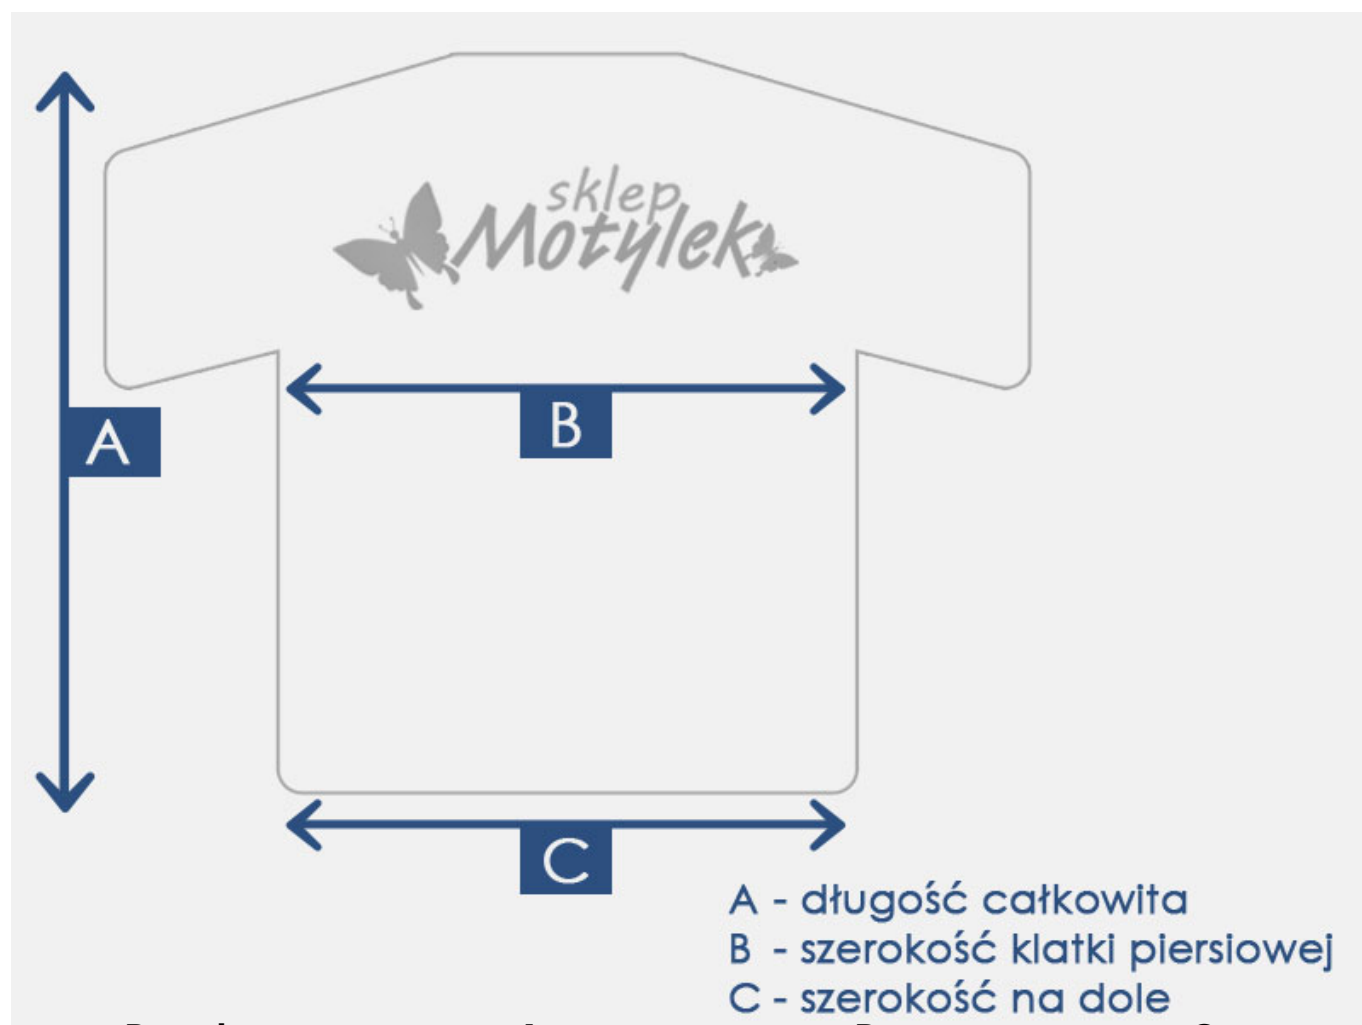 sklep
Motylek
A
B
C
A - długość całkowita
B - szerokość klatki piersiowej
C - szerokość na dole